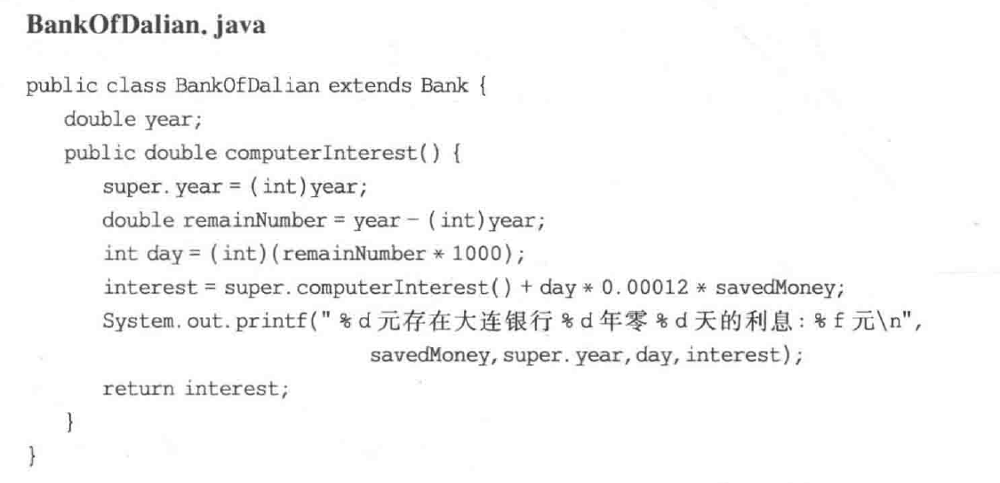 BankOfDalian. java
public class BankOfDalian extends Bank {
double year;
public double computerInterest() {
super. year = (int)year;
double remainNumber = year - (int)year;
int day = (int)(remainNumber * 1000);
interest = super. computerInterest() + day * 0.00012 * savedMoney;
System. out. printf("%d元存在大连银行%d年零%d天的利息:%f元\n",
savedMoney, super. year, day, interest);
return interest;
}
}